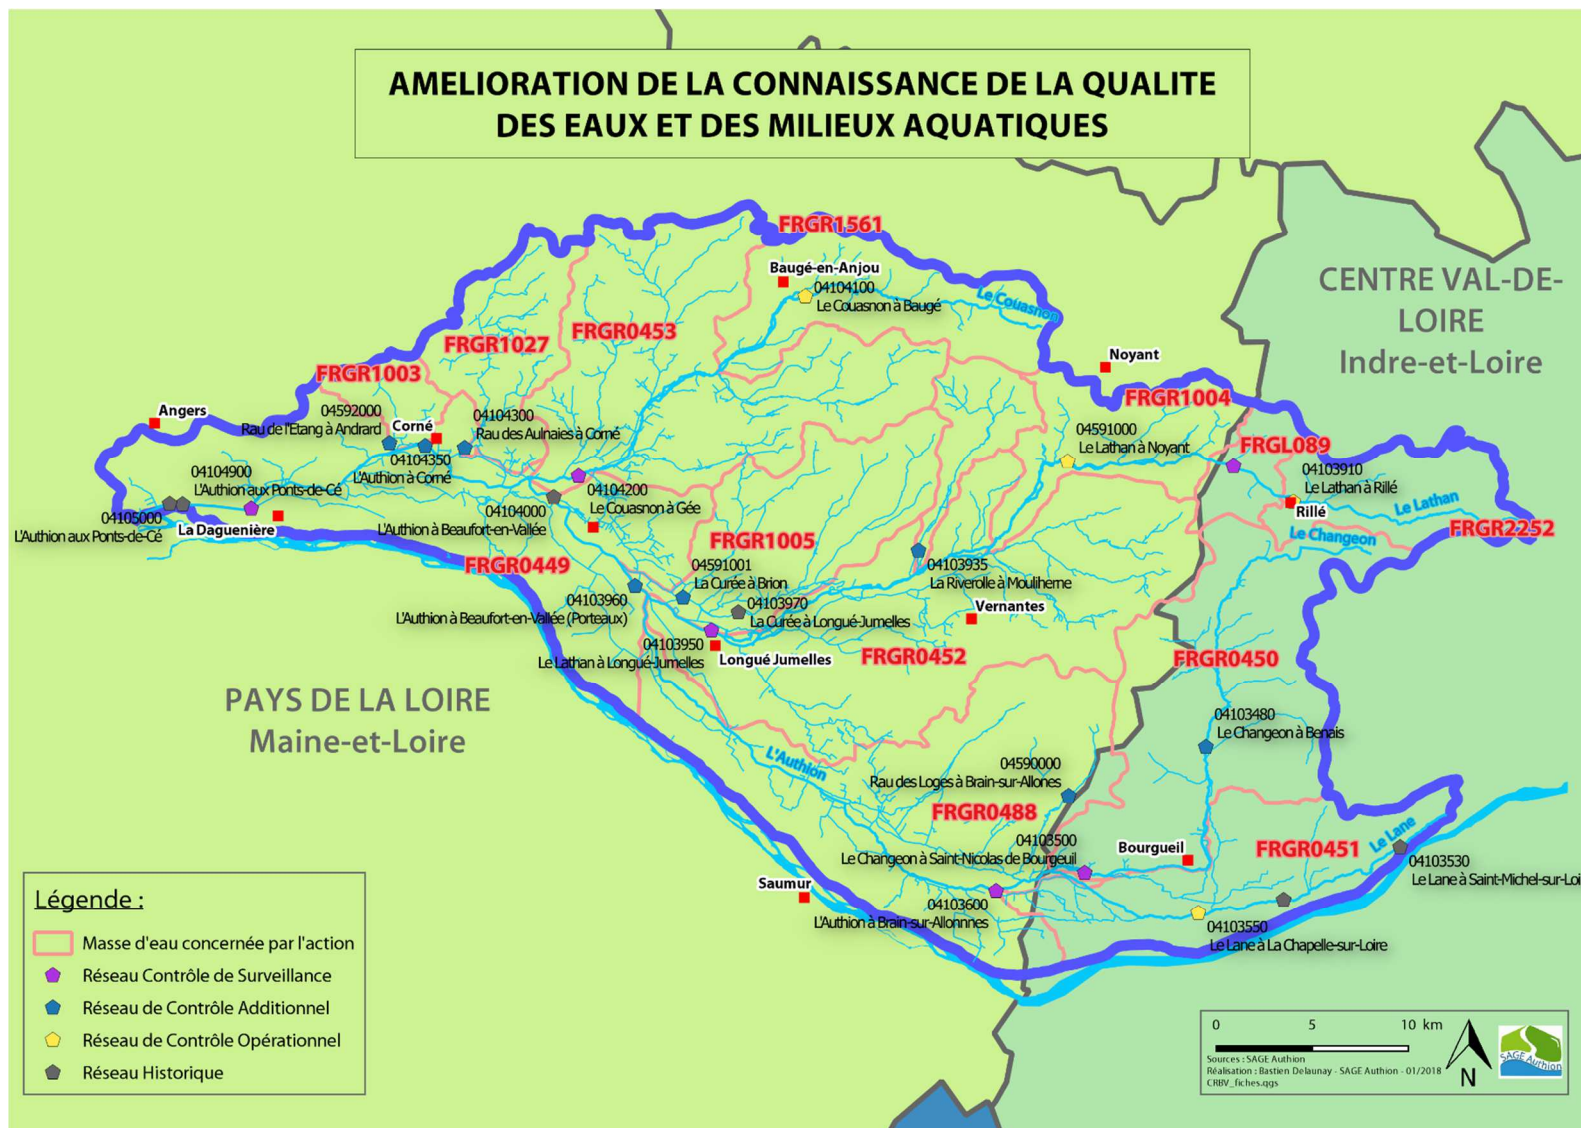 AMELIORATION DE LA CONNAISSANCE DE LA QUALITE
DES EAUX ET DES MILIEUX AQUATIQUES
FRGR1561
Baugé-en-Anjou
04104100
Le Couasnon à Baugé
Le Couasnon
CENTRE VAL-DE-
LOIRE
Indre-et-Loire
FRGR0453
FRGR1027
FRGR1003
Noyant
FRGR1004
Angers
04592000
Rau de l'Etang à Andrard
Corné
04104300
Rau des Aulnaies à Corné
04104350
L'Authion à Corné
04591000
Le Lathan à Noyant
FRGL089
04103910
Le Lathan à Rillé
Rillé
Le Lathan
Le Changeon
FRGR2252
04104900
L'Authion aux Ponts-de-Cé
04105000
L'Authion aux Ponts-de-Cé
La Daguenière
04104200
Le Couasnon à Gée
04104000
L'Authion à Beaufort-en-Vallée
FRGR0449
FRGR1005
04591001
La Curée à Brion
04103935
La Riverolle à Mouliherne
04103960
L'Authion à Beaufort-en-Vallée (Porteaux)
04103970
La Curée à Longué-Jumelles
Vernantes
04103950
Le Lathan à Longué-Jumelles
Longué Jumelles
FRGR0452
FRGR0450
PAYS DE LA LOIRE
Maine-et-Loire
L'Authion
04103480
Le Changeon à Benais
04590000
Rau des Loges à Brain-sur-Allones
FRGR0488
04103500
Le Changeon à Saint-Nicolas de Bourgeuil
Bourgueil
FRGR0451
Le Lane
04103530
Le Lane à Saint-Michel-sur-Loi
Saumur
04103600
L'Authion à Brain-sur-Allonnnes
04103550
Le Lane à La Chapelle-sur-Loire
Légende :
Masse d'eau concernée par l'action
Réseau Contrôle de Surveillance
Réseau de Contrôle Additionnel
Réseau de Contrôle Opérationnel
Réseau Historique
0 5 10 km
Sources : SAGE Authion
Réalisation : Bastien Delaunay - SAGE Authion - 01/2018
CRBV_fiches.qgs
N
SAGE Authion